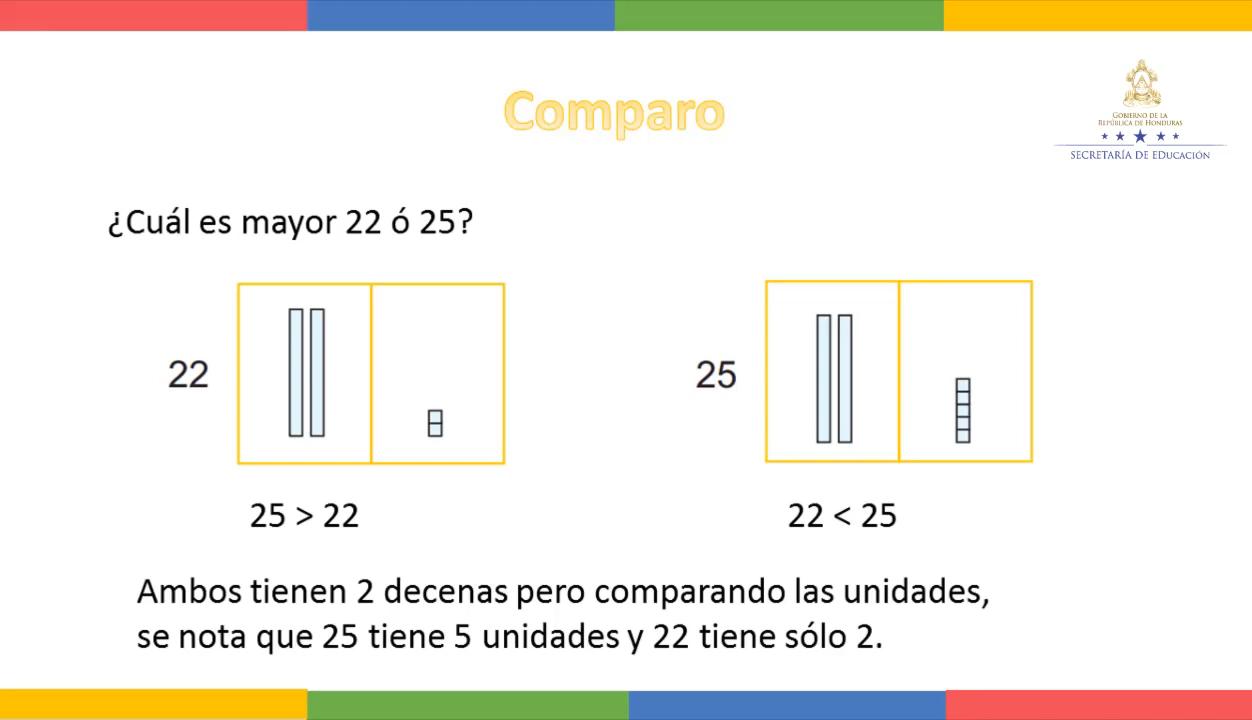 Comparo
GOBIERNO DE LA
REPÚBLICA DE HONDURAS
SECRETARÍA DE EDUCACIÓN
¿Cuál es mayor 22 ó 25?
22
25
25 > 22
22 < 25
Ambos tienen 2 decenas pero comparando las unidades,
se nota que 25 tiene 5 unidades y 22 tiene sólo 2.